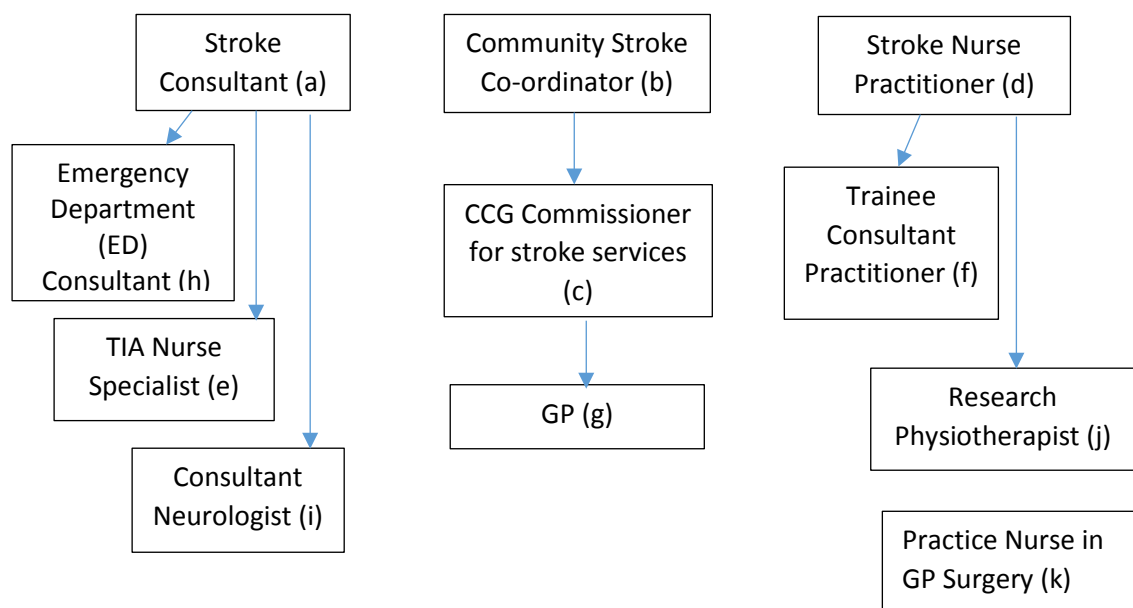 Stroke
Consultant (a)
Community Stroke
Co-ordinator (b)
Stroke Nurse
Practitioner (d)
Emergency
Department
(ED)
Consultant (h)
CCG Commissioner
for stroke services
(c)
Trainee
Consultant
Practitioner (f)
TIA Nurse
Specialist (e)
GP (g)
Research
Physiotherapist (j)
Consultant
Neurologist (i)
Practice Nurse in
GP Surgery (k)